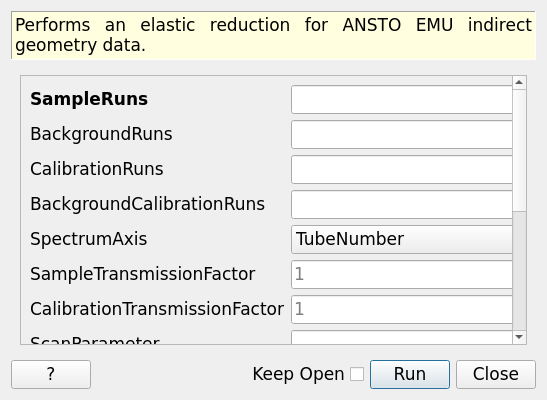 Performs an elastic reduction for ANSTO EMU indirect
geometry data.
SampleRuns
BackgroundRuns
CalibrationRuns
BackgroundCalibrationRuns
SpectrumAxis TubeNumber
SampleTransmissionFactor 1
CalibrationTransmissionFactor 1
ScanParameter
? Keep Open Run Close